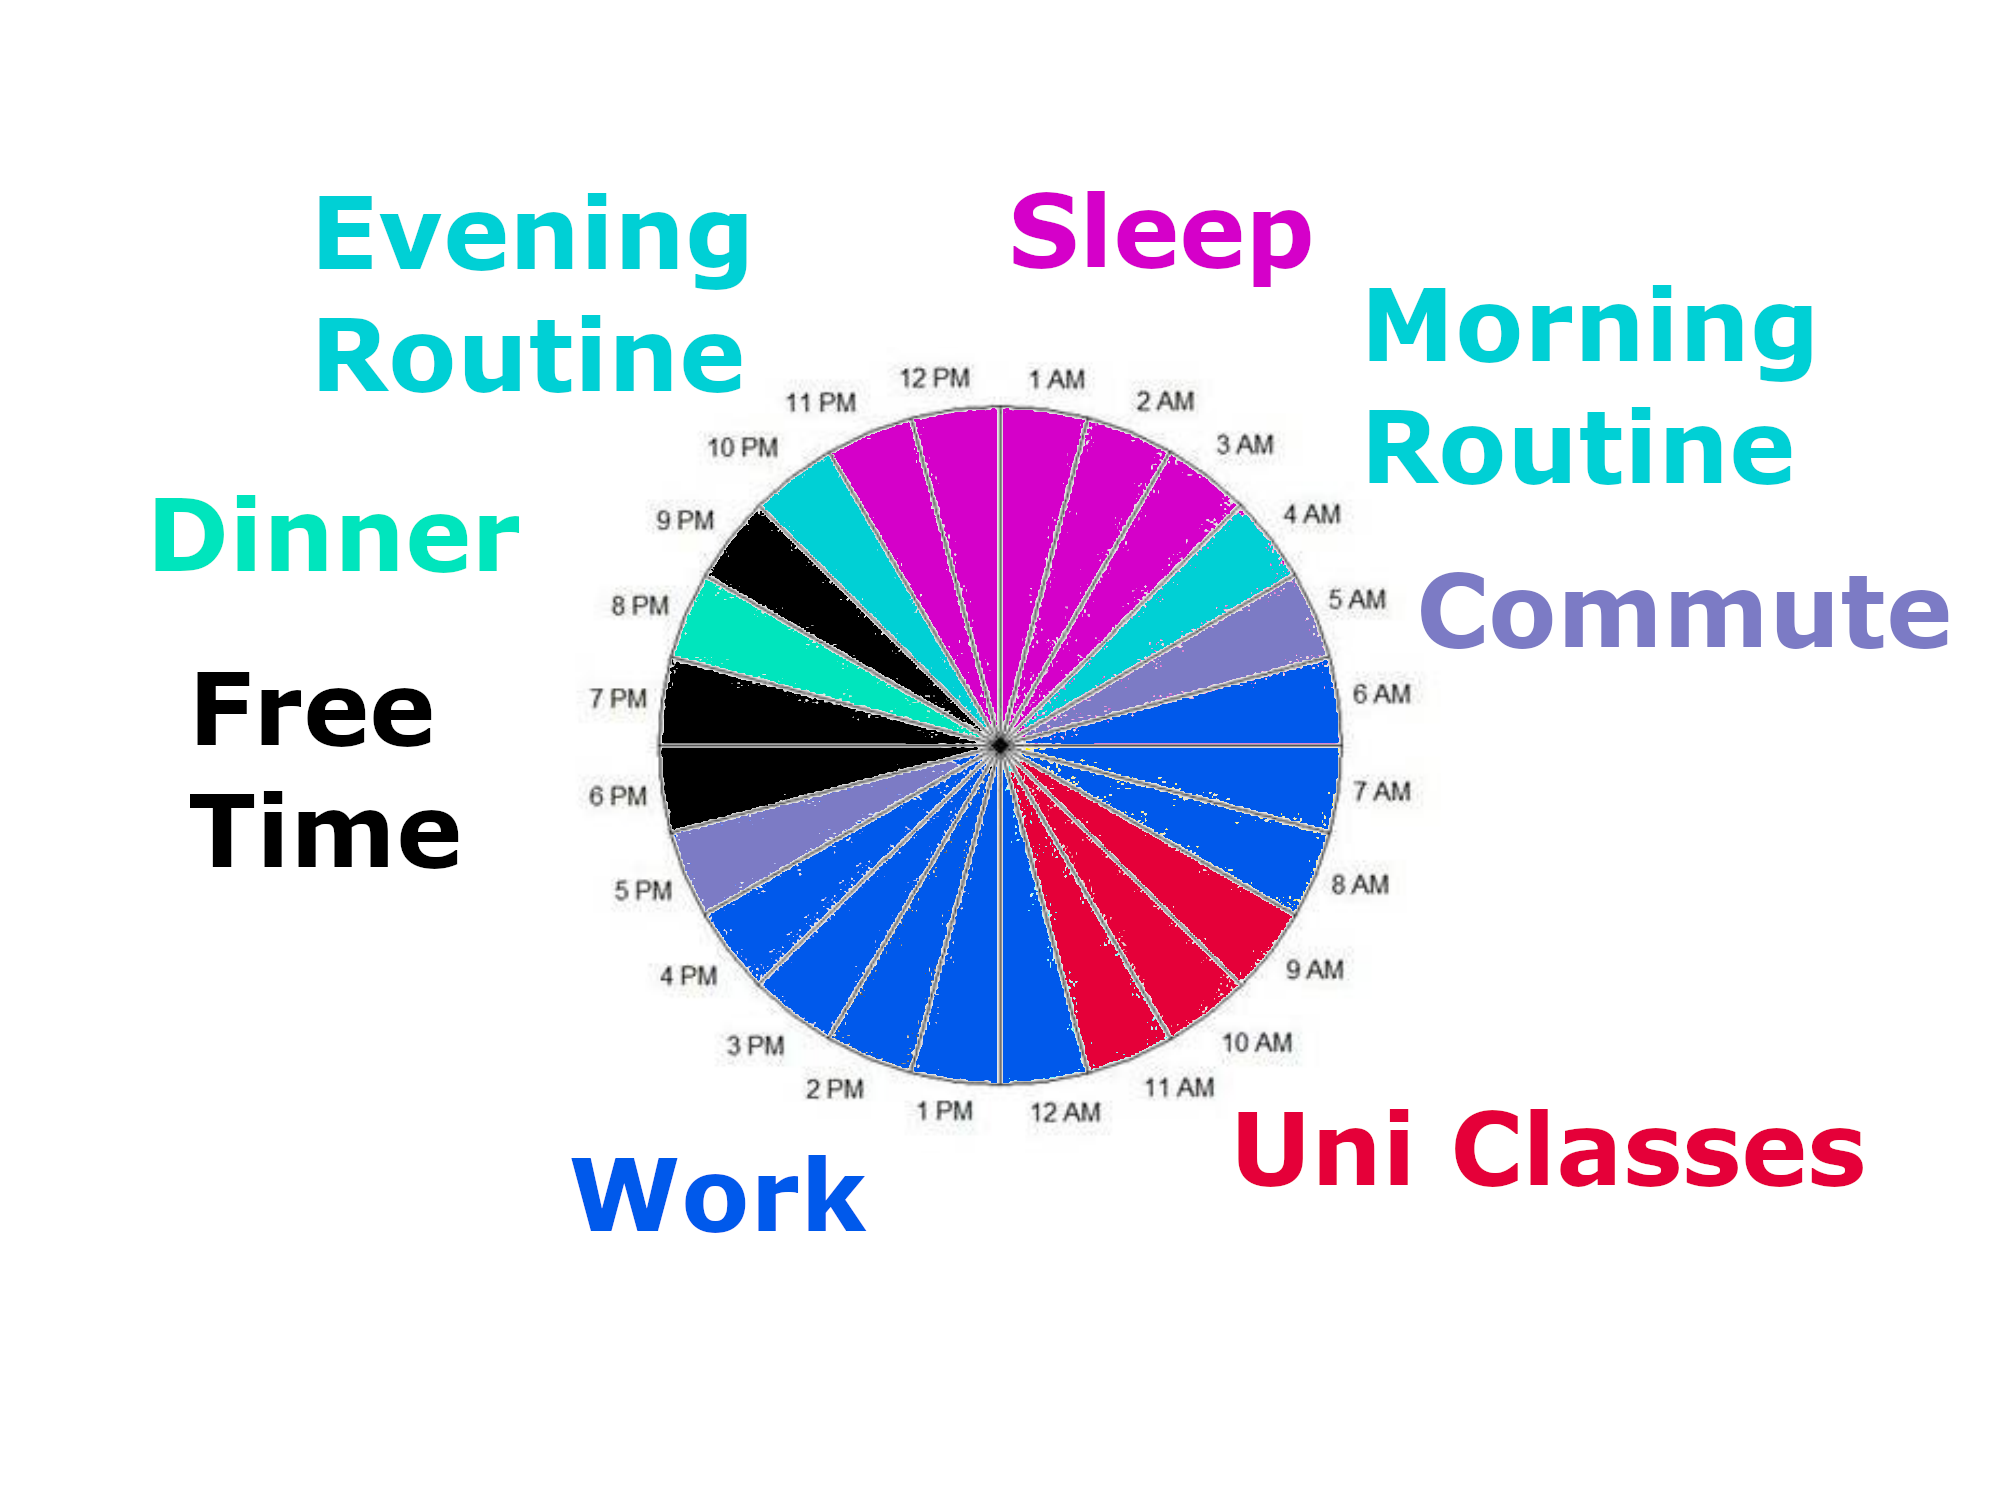 Evening
Routine
Sleep
Morning
Routine
Dinner
Commute
Free
Time
Uni Classes
Work
12 PM
1 AM
2 AM
3 AM
4 AM
5 AM
6 AM
7 AM
8 AM
9 AM
10 AM
11 AM
12 AM
1 PM
2 PM
3 PM
4 PM
5 PM
6 PM
7 PM
8 PM
9 PM
10 PM
11 PM